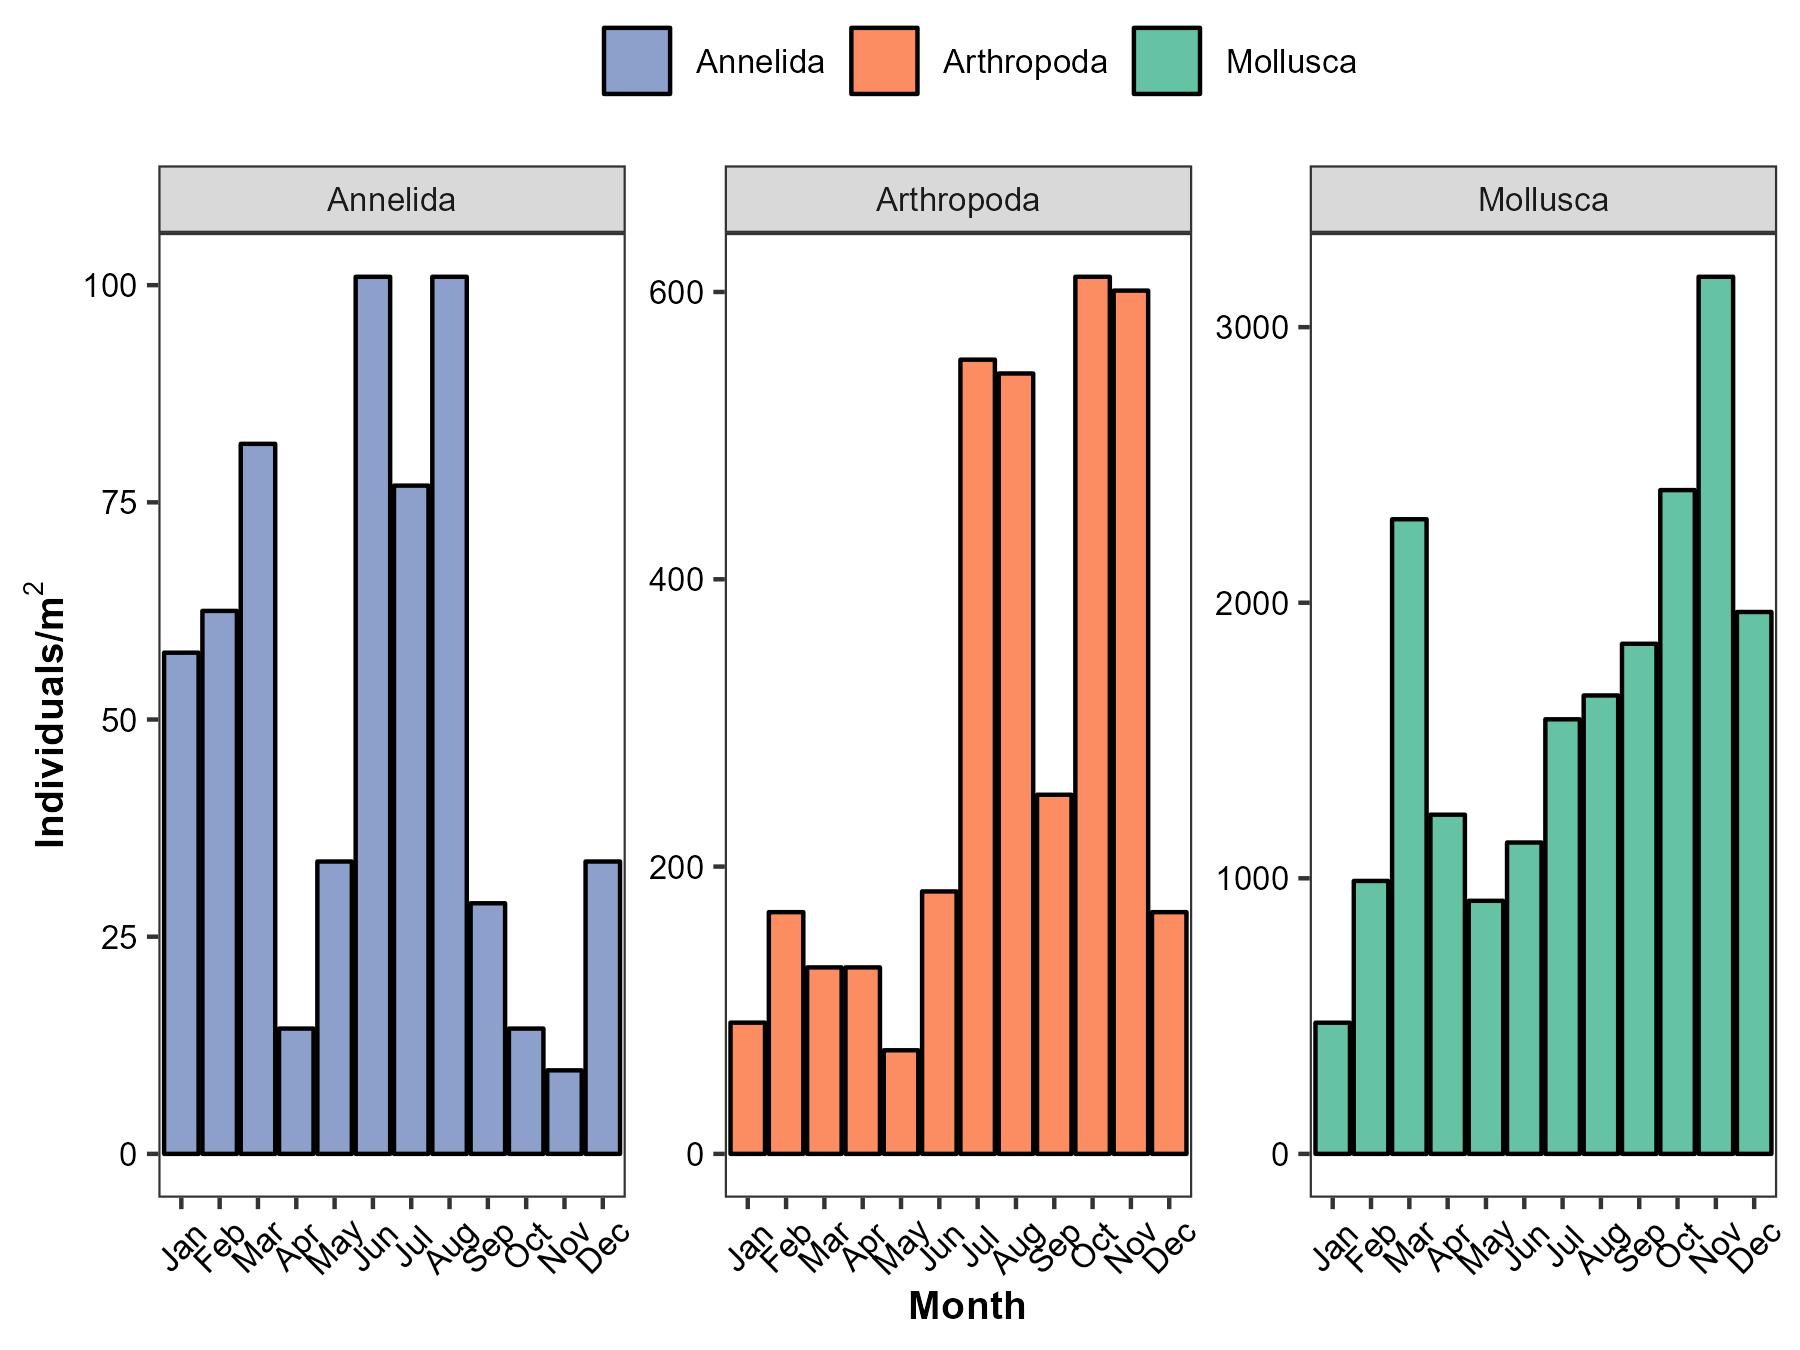 Annelida Arthropoda Mollusca
Annelida
Arthropoda
Mollusca
Individuals/m²
100
75
50
25
0
Jan Feb Mar Apr May Jun Jul Aug Sep Oct Nov Dec
600
400
200
0
Jan Feb Mar Apr May Jun Jul Aug Sep Oct Nov Dec
3000
2000
1000
0
Jan Feb Mar Apr May Jun Jul Aug Sep Oct Nov Dec
Month